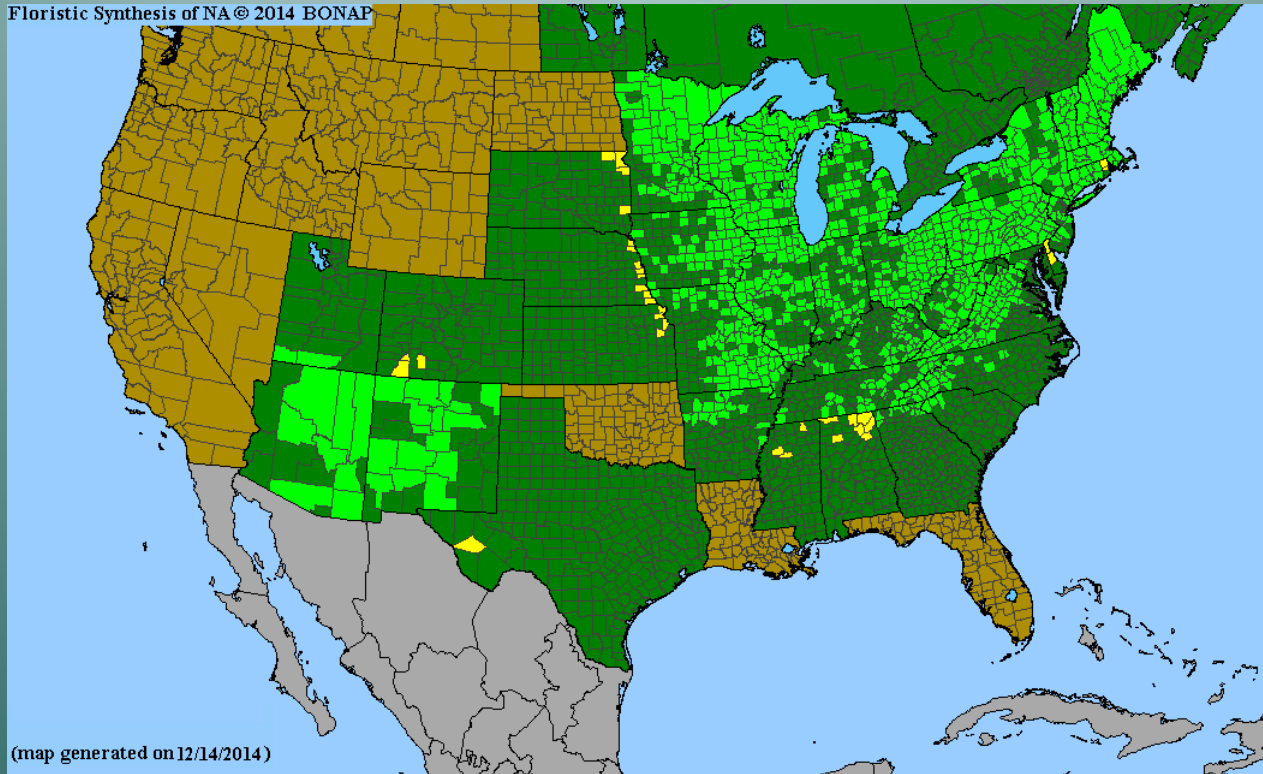 Floristic Synthesis of NA © 2014 BONAP
(map generated on 12/14/2014)